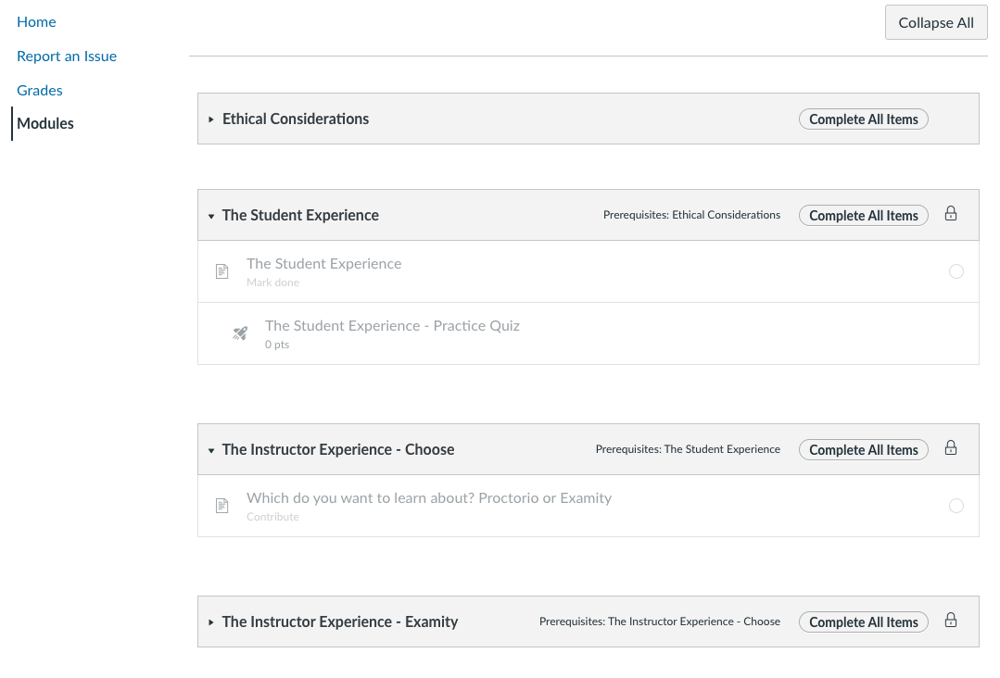 Home
Report an Issue
Grades
Modules
Collapse All
Ethical Considerations
Complete All Items
The Student Experience
Prerequisites: Ethical Considerations
Complete All Items
The Student Experience
Mark done
The Student Experience - Practice Quiz
0 pts
The Instructor Experience - Choose
Prerequisites: The Student Experience
Complete All Items
Which do you want to learn about? Proctorio or Examity
Contribute
The Instructor Experience - Examity
Prerequisites: The Instructor Experience - Choose
Complete All Items